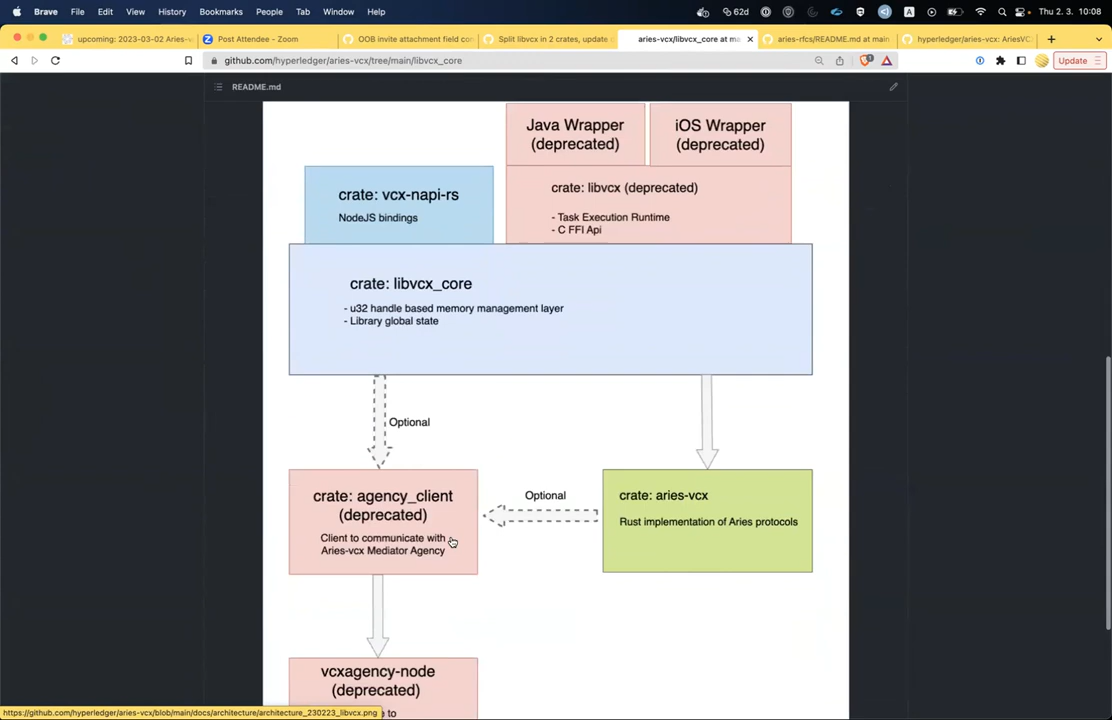 Brave File Edit View History Bookmarks People Tab Window Help 62d A Thu 2. 3. 10:08
upcoming: 2023-03-02 Aries-v
Post Attendee - Zoom
OOB invite attachment field con
Split libvcx in 2 crates, update
aries-vcx/libvcx_core at ma
aries-rfcs/README.md at main
hyperledger/aries-vcx: AriesVC
github.com/hyperledger/aries-vcx/tree/main/libvcx_core
1
Update
README.md
Java Wrapper
(deprecated)
iOS Wrapper
(deprecated)
crate: vcx-napi-rs
NodeJS bindings
crate: libvcx (deprecated)
- Task Execution Runtime
- C FFI Api
crate: libvcx_core
- u32 handle based memory management layer
- Library global state
Optional
crate: agency_client
(deprecated)
Client to communicate with
Aries-vcx Mediator Agency
Optional
crate: aries-vcx
Rust implementation of Aries protocols
vcxagency-node
(deprecated)
to
https://github.com/hyperledger/aries-vcx/blob/main/docs/architecture/architecture_230223_libvcx.png